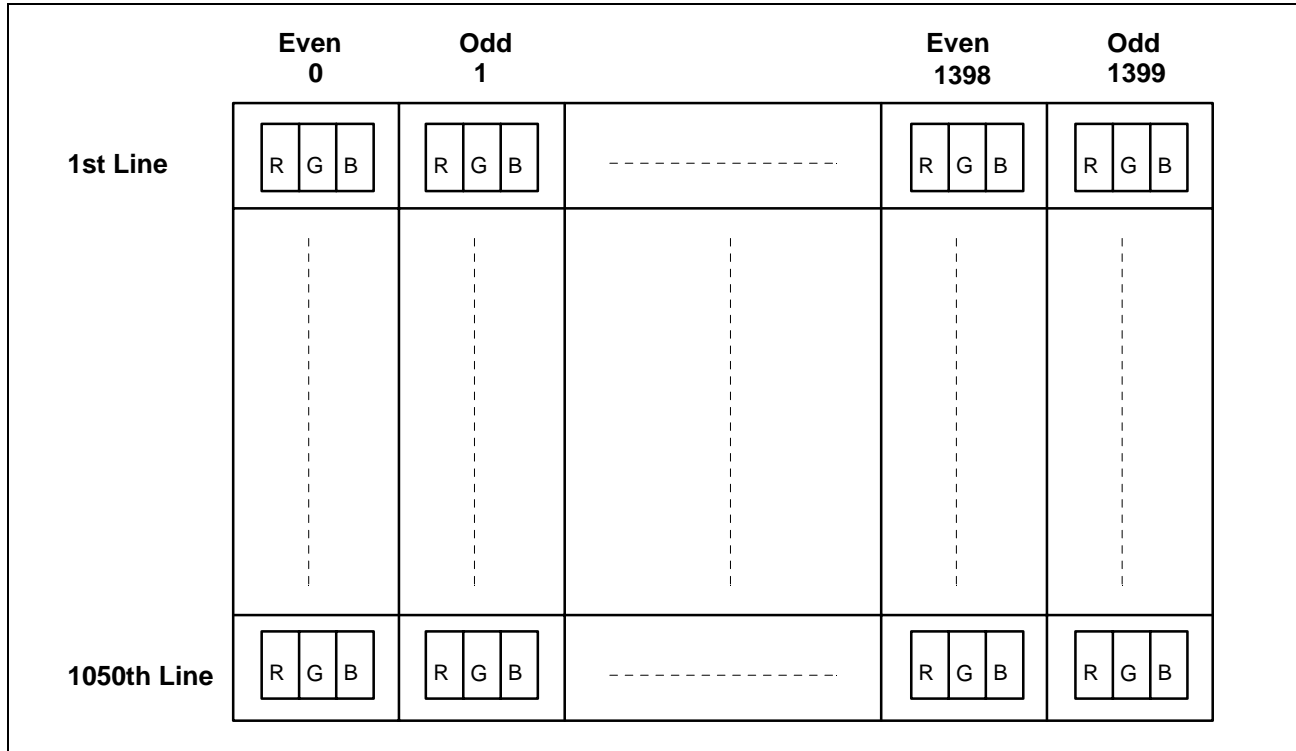 Even Odd Even Odd
0 1 1398 1399
1st Line R G B R G B R G B R G B
1050th Line R G B R G B R G B R G B